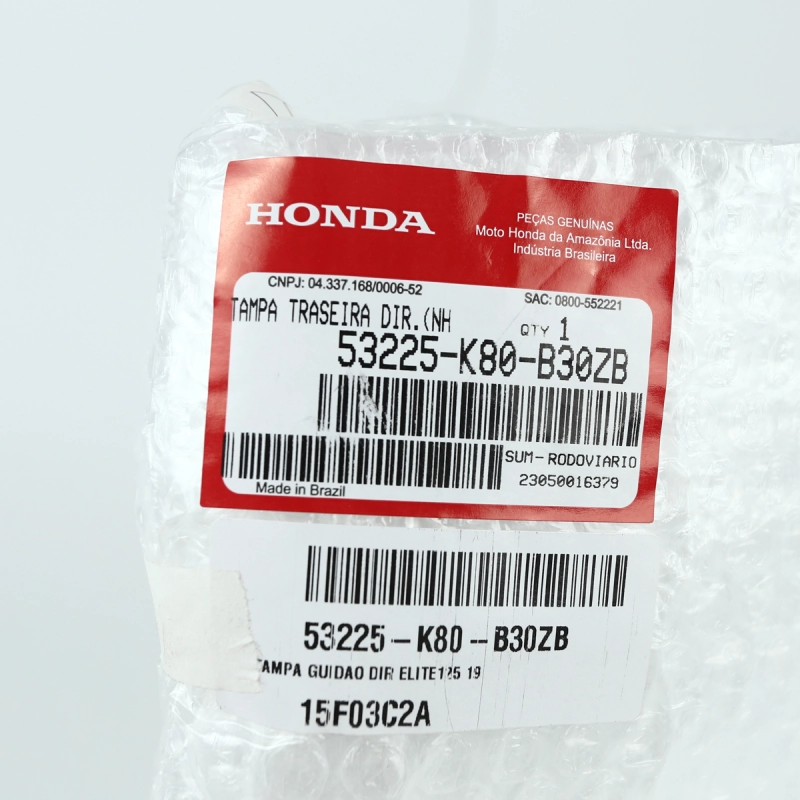 HONDA
PEÇAS GENUÍNAS
Moto Honda da Amazônia Ltda.
Indústria Brasileira
CNPJ: 04.337.168/0006-52
SAC: 0800-552221
TAMPA TRASEIRA DIR.(NH
QTY 1
53225-K80-B30ZB
SUM-RODOVIARIO
23050016379
Made in Brazil
53225-K80-B30ZB
TAMPA GUIDAO DIR ELITE125 19
15F03C2A